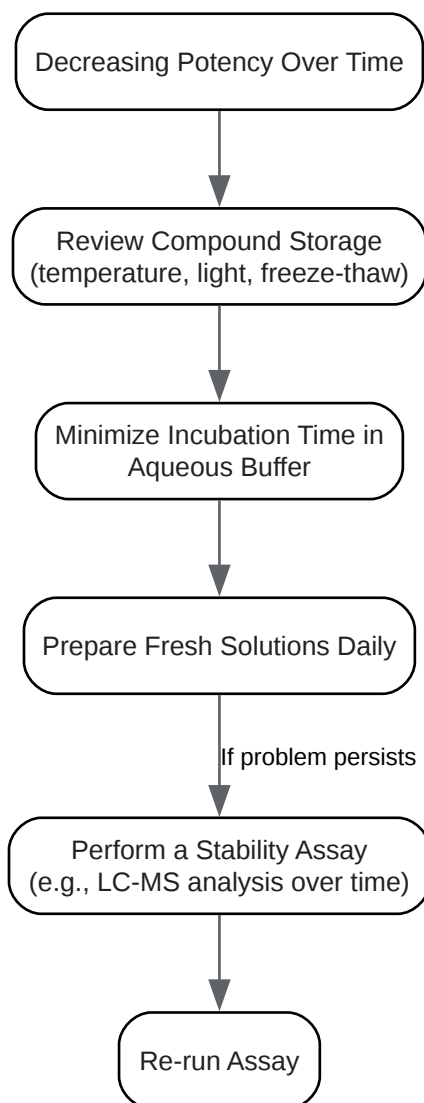 Decreasing Potency Over Time
Review Compound Storage
(temperature, light, freeze-thaw)
Minimize Incubation Time in
Aqueous Buffer
Prepare Fresh Solutions Daily
If problem persists
Perform a Stability Assay
(e.g., LC-MS analysis over time)
Re-run Assay